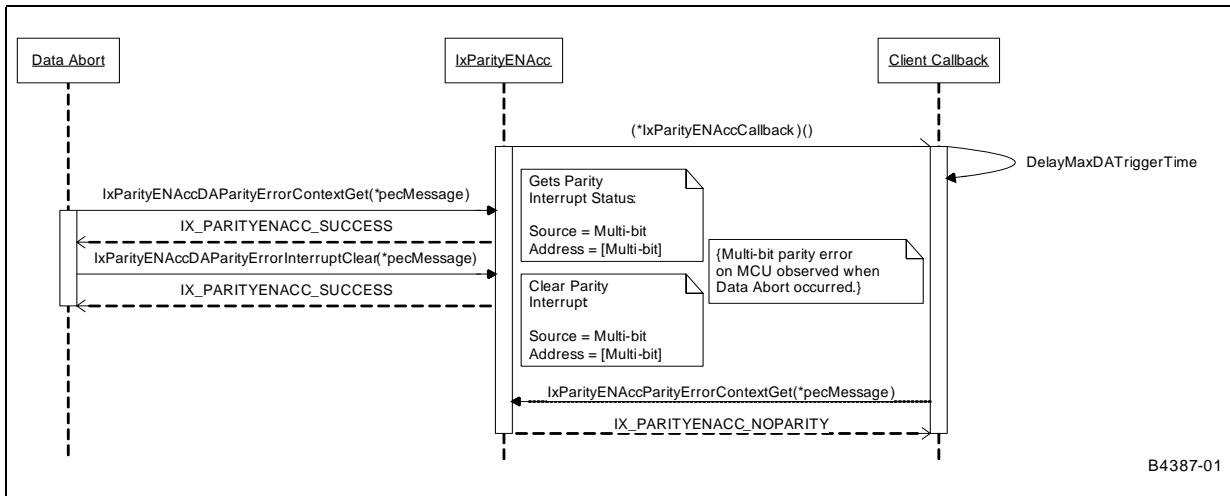 Data Abort
IxParityENAcc
Client Callback
(*IxParityENAccCallback)()
DelayMaxDATriggerTime
IxParityENAccDAParityErrorContextGet(*pecMessage)
IX_PARITYENACC_SUCCESS
IxParityENAccDAParityErrorInterruptClear(*pecMessage)
IX_PARITYENACC_SUCCESS
Gets Parity
Interrupt Status:
Source = Multi-bit
Address = [Multi-bit]
{Multi-bit parity error
on MCU observed when
Data Abort occurred.}
Clear Parity
Interrupt
Source = Multi-bit
Address = [Multi-bit]
IxParityENAccParityErrorContextGet(*pecMessage)
IX_PARITYENACC_NOPARITY
B4387-01